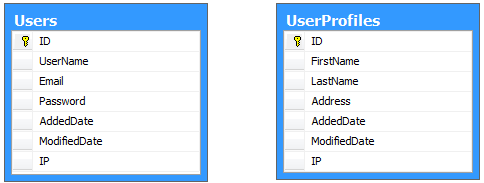 Users
ID
UserName
Email
Password
AddedDate
ModifiedDate
IP
UserProfiles
ID
FirstName
LastName
Address
AddedDate
ModifiedDate
IP